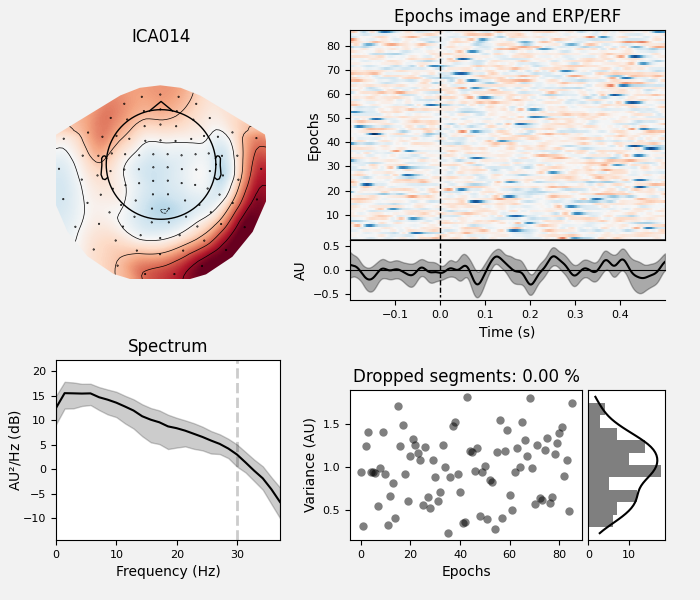 ICA014
Epochs image and ERP/ERF
Epochs
80
70
60
50
40
30
20
10
AU
0.5
0.0
−0.5
−0.1 0.0 0.1 0.2 0.3 0.4
Time (s)
Spectrum
AU²/Hz (dB)
20
15
10
5
0
−5
−10
0 10 20 30
Frequency (Hz)
Dropped segments: 0.00 %
Variance (AU)
1.5
1.0
0.5
0 20 40 60 80
Epochs
0 10